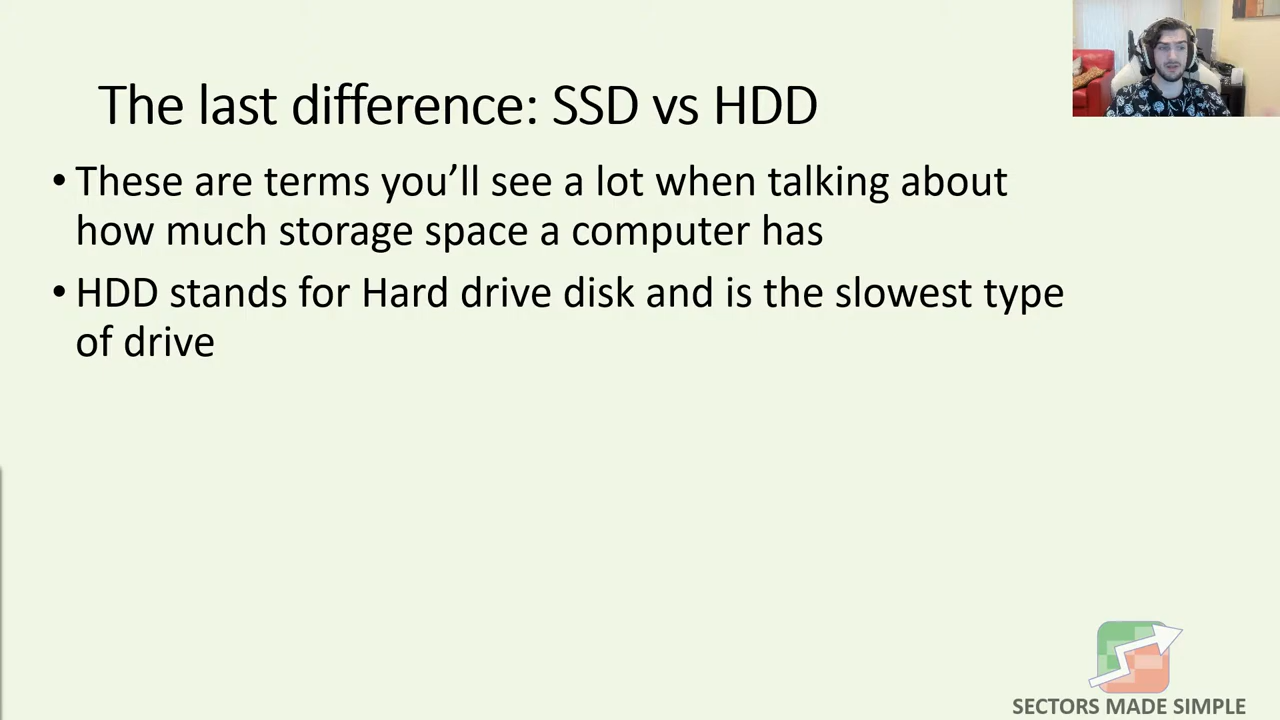 The last difference: SSD vs HDD
• These are terms you’ll see a lot when talking about
how much storage space a computer has
• HDD stands for Hard drive disk and is the slowest type
of drive
SECTORS MADE SIMPLE